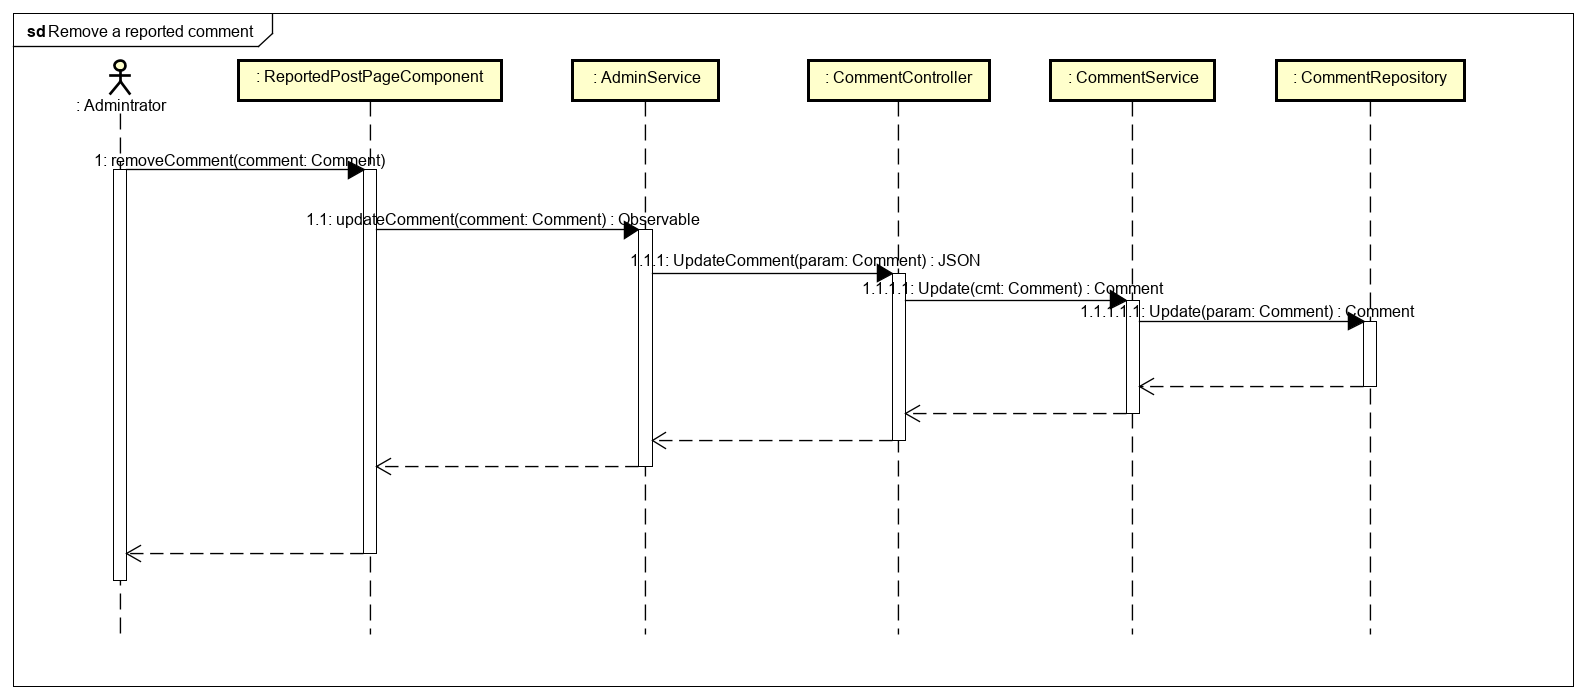 sd Remove a reported comment
: Admintrator
: ReportedPostPageComponent
: AdminService
: CommentController
: CommentService
: CommentRepository
1: removeComment(comment: Comment)
1.1: updateComment(comment: Comment) : Observable
1.1.1: UpdateComment(param: Comment) : JSON
1.1.1.1: Update(cmt: Comment) : Comment
1.1.1.1.1: Update(param: Comment) : Comment